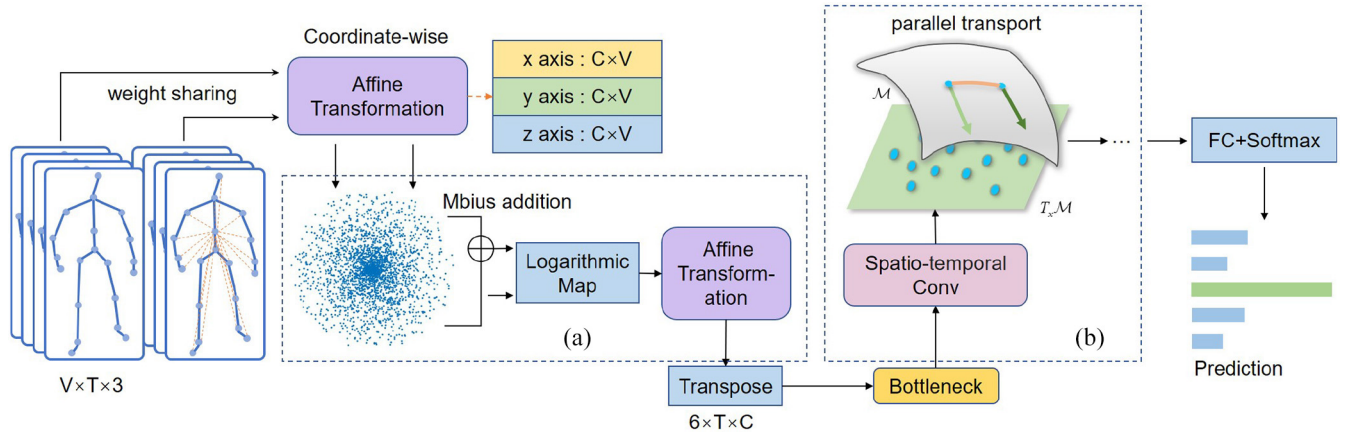 Coordinate-wise
weight sharing
Affine
Transformation
x axis : C×V
y axis : C×V
z axis : C×V
V×T×3
Mbius addition
Logarithmic
Map
Affine
Transform-
ation
(a)
Transpose
6×T×C
Bottleneck
parallel transport
ℳ
Tₓℳ
Spatio-temporal
Conv
(b)
...
FC+Softmax
Prediction